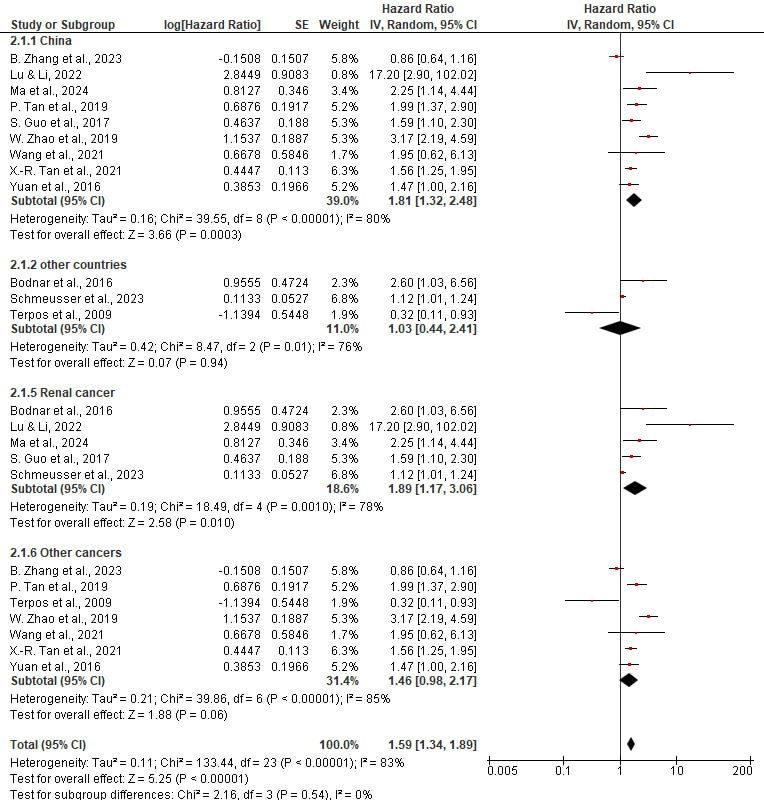 Hazard Ratio Hazard Ratio
Study or Subgroup log[Hazard Ratio] SE Weight IV, Random, 95% CI IV, Random, 95% CI
2.1.1 China
B. Zhang et al., 2023 -0.1508 0.1507 5.8% 0.86 [0.64, 1.16]
Lu & Li, 2022 2.8449 0.9083 0.8% 17.20 [2.90, 102.02]
Ma et al., 2024 0.8127 0.346 3.4% 2.25 [1.14, 4.44]
P. Tan et al., 2019 0.6876 0.1917 5.2% 1.99 [1.37, 2.90]
S. Guo et al., 2017 0.4637 0.188 5.3% 1.59 [1.10, 2.30]
W. Zhao et al., 2019 1.1537 0.1887 5.3% 3.17 [2.19, 4.59]
Wang et al., 2021 0.6678 0.5846 1.7% 1.95 [0.62, 6.13]
X.-R. Tan et al., 2021 0.4447 0.113 6.3% 1.56 [1.25, 1.95]
Yuan et al., 2016 0.3853 0.1966 5.2% 1.47 [1.00, 2.16]
Subtotal (95% CI) 39.0% 1.81 [1.32, 2.48]
Heterogeneity: Tau² = 0.16; Chi² = 39.55, df = 8 (P < 0.00001); I² = 80%
Test for overall effect: Z = 3.66 (P = 0.0003)
2.1.2 other countries
Bodnar et al., 2016 0.9555 0.4724 2.3% 2.60 [1.03, 6.56]
Schmeusser et al., 2023 0.1133 0.0527 6.8% 1.12 [1.01, 1.24]
Terpos et al., 2009 -1.1394 0.5448 1.9% 0.32 [0.11, 0.93]
Subtotal (95% CI) 11.0% 1.03 [0.44, 2.41]
Heterogeneity: Tau² = 0.42; Chi² = 8.47, df = 2 (P = 0.01); I² = 76%
Test for overall effect: Z = 0.07 (P = 0.94)
2.1.5 Renal cancer
Bodnar et al., 2016 0.9555 0.4724 2.3% 2.60 [1.03, 6.56]
Lu & Li, 2022 2.8449 0.9083 0.8% 17.20 [2.90, 102.02]
Ma et al., 2024 0.8127 0.346 3.4% 2.25 [1.14, 4.44]
S. Guo et al., 2017 0.4637 0.188 5.3% 1.59 [1.10, 2.30]
Schmeusser et al., 2023 0.1133 0.0527 6.8% 1.12 [1.01, 1.24]
Subtotal (95% CI) 18.6% 1.89 [1.17, 3.06]
Heterogeneity: Tau² = 0.19; Chi² = 18.49, df = 4 (P = 0.0010); I² = 78%
Test for overall effect: Z = 2.58 (P = 0.010)
2.1.6 Other cancers
B. Zhang et al., 2023 -0.1508 0.1507 5.8% 0.86 [0.64, 1.16]
P. Tan et al., 2019 0.6876 0.1917 5.2% 1.99 [1.37, 2.90]
Terpos et al., 2009 -1.1394 0.5448 1.9% 0.32 [0.11, 0.93]
W. Zhao et al., 2019 1.1537 0.1887 5.3% 3.17 [2.19, 4.59]
Wang et al., 2021 0.6678 0.5846 1.7% 1.95 [0.62, 6.13]
X.-R. Tan et al., 2021 0.4447 0.113 6.3% 1.56 [1.25, 1.95]
Yuan et al., 2016 0.3853 0.1966 5.2% 1.47 [1.00, 2.16]
Subtotal (95% CI) 31.4% 1.46 [0.98, 2.17]
Heterogeneity: Tau² = 0.21; Chi² = 39.86, df = 6 (P < 0.00001); I² = 85%
Test for overall effect: Z = 1.88 (P = 0.06)
Total (95% CI) 100.0% 1.59 [1.34, 1.89]
Heterogeneity: Tau² = 0.11; Chi² = 133.44, df = 23 (P < 0.00001); I² = 83%
0.005 0.1 1 10 200
Test for overall effect: Z = 5.25 (P < 0.00001)
Test for subgroup differences: Chi² = 2.16, df = 3 (P = 0.54), I² = 0%